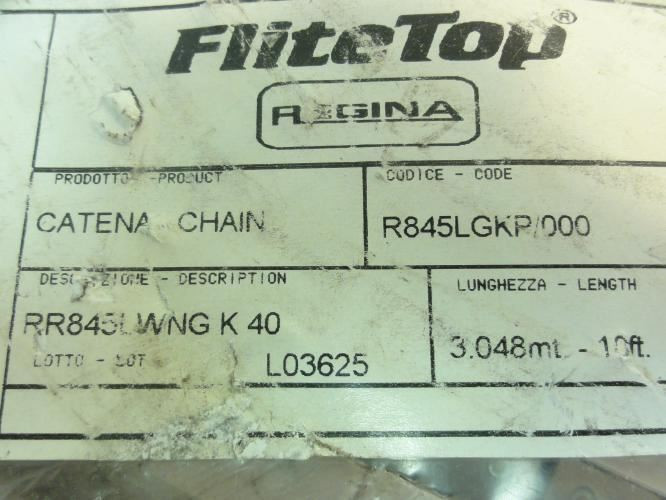 FliteTop®
REGINA
PRODOTTO - PRODUCT
CODICE - CODE
CATENA - CHAIN
R845LGKP/000
DESCRIZIONE - DESCRIPTION
LUNGHEZZA - LENGTH
RR845LWNG K 40
3.048mt. - 10ft.
LOTTO - LOT
L03625